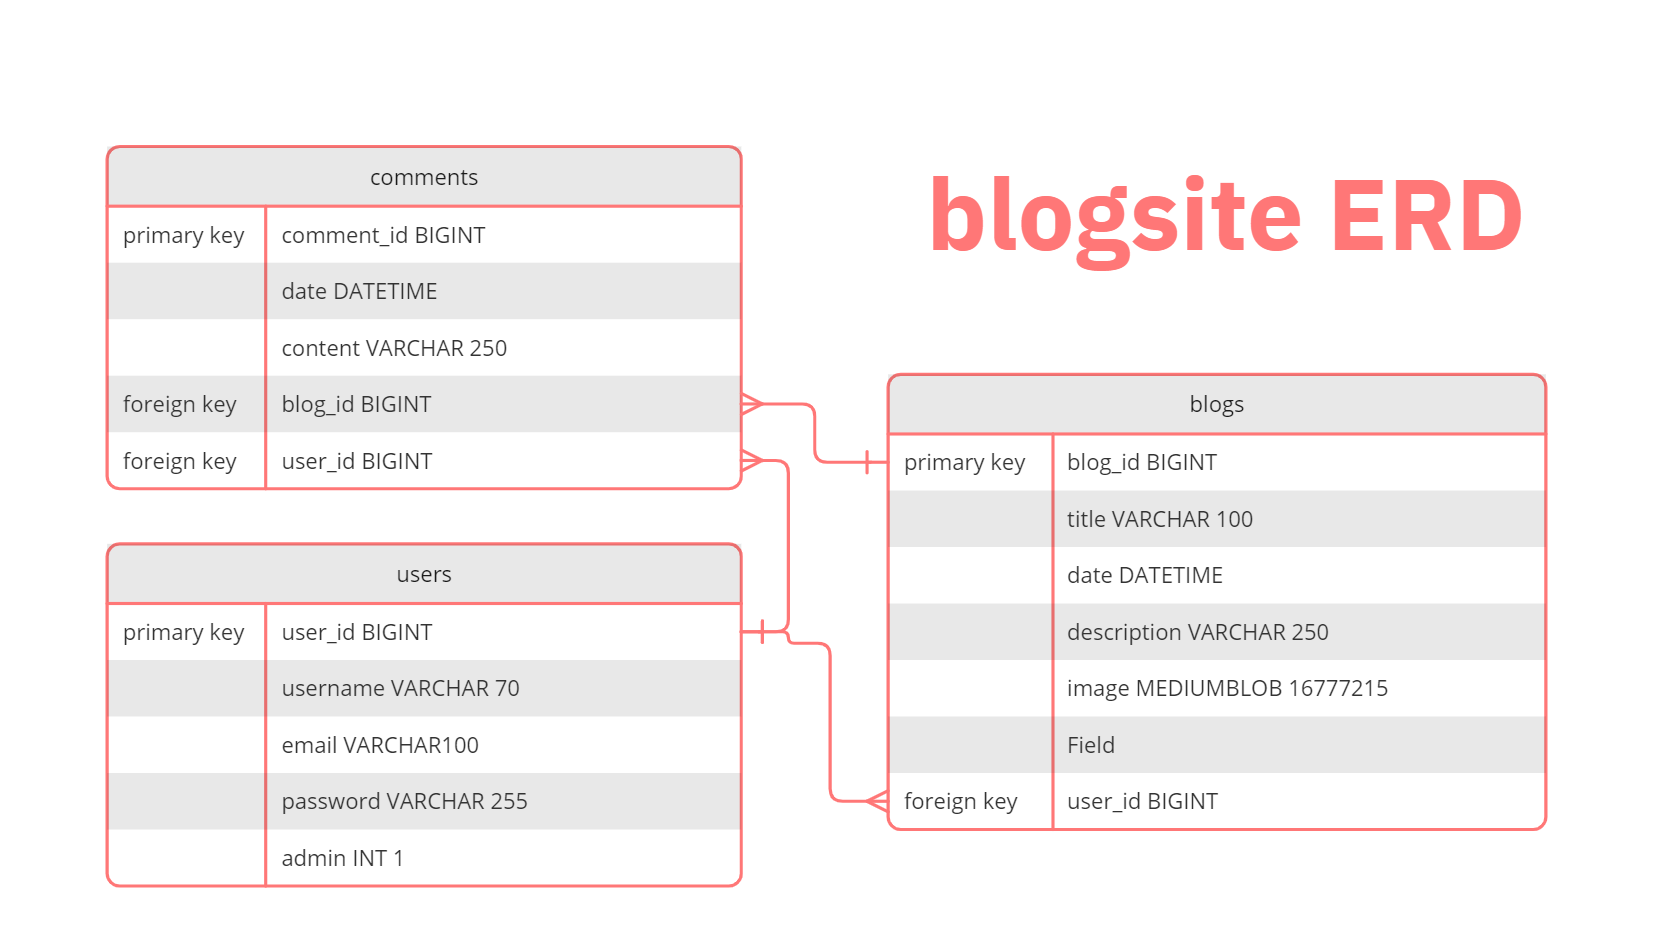 blogsite ERD
comments
primary key comment_id BIGINT
date DATETIME
content VARCHAR 250
foreign key blog_id BIGINT
foreign key user_id BIGINT
users
primary key user_id BIGINT
username VARCHAR 70
email VARCHAR100
password VARCHAR 255
admin INT 1
blogs
primary key blog_id BIGINT
title VARCHAR 100
date DATETIME
description VARCHAR 250
image MEDIUMBLOB 16777215
Field
foreign key user_id BIGINT